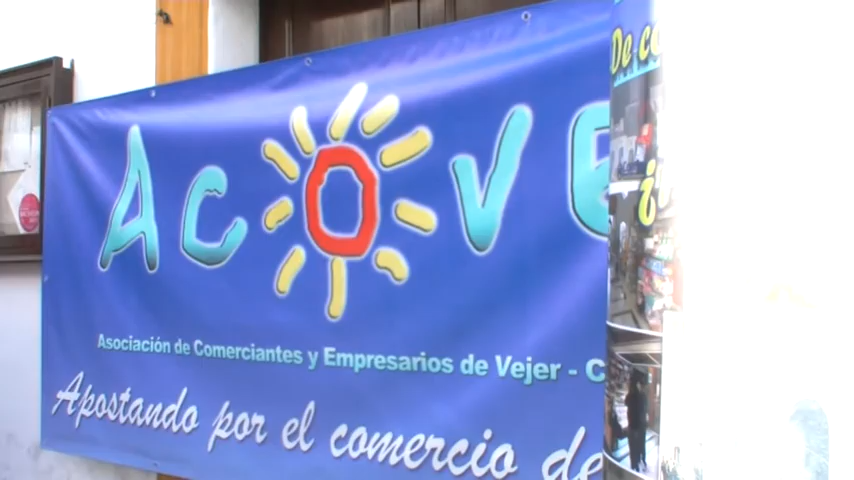 ACOVE
Asociación de Comerciantes y Empresarios de Vejer - C
Apostando por el comercio de
De